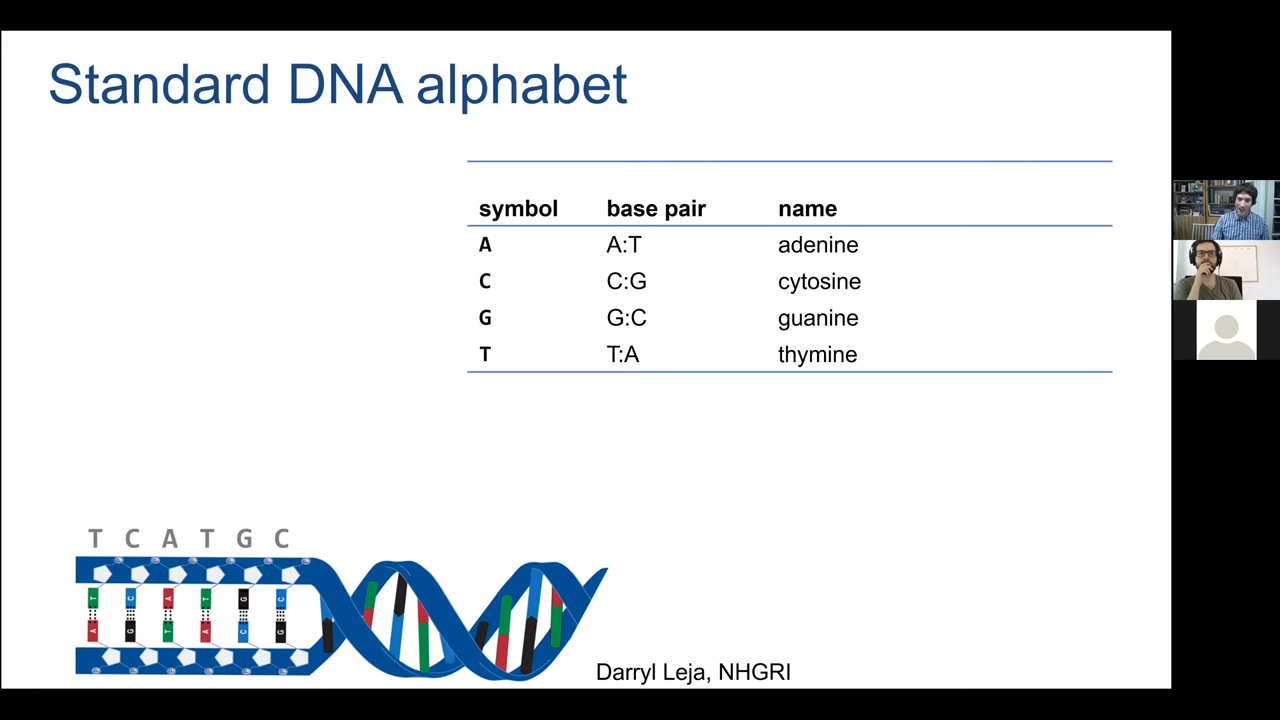 Standard DNA alphabet
symbol base pair name
A A:T adenine
C C:G cytosine
G G:C guanine
T T:A thymine
T C A T G C
T C A T G C
A G T A C G
Darryl Leja, NHGRI